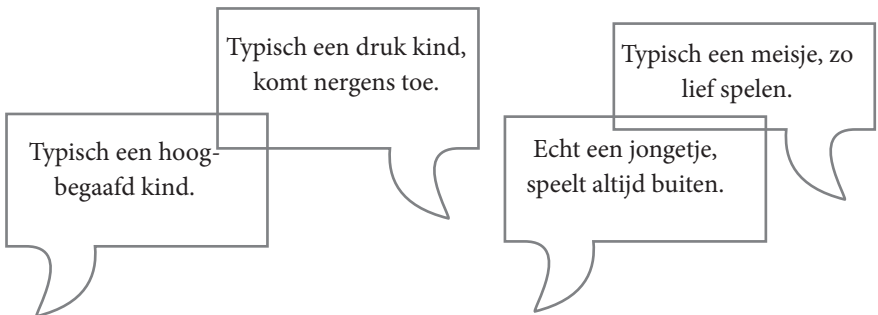 Typisch een druk kind,
komt nergens toe.
Typisch een hoog-
begaafd kind.
Typisch een meisje, zo
lief spelen.
Echt een jongetje,
speelt altijd buiten.